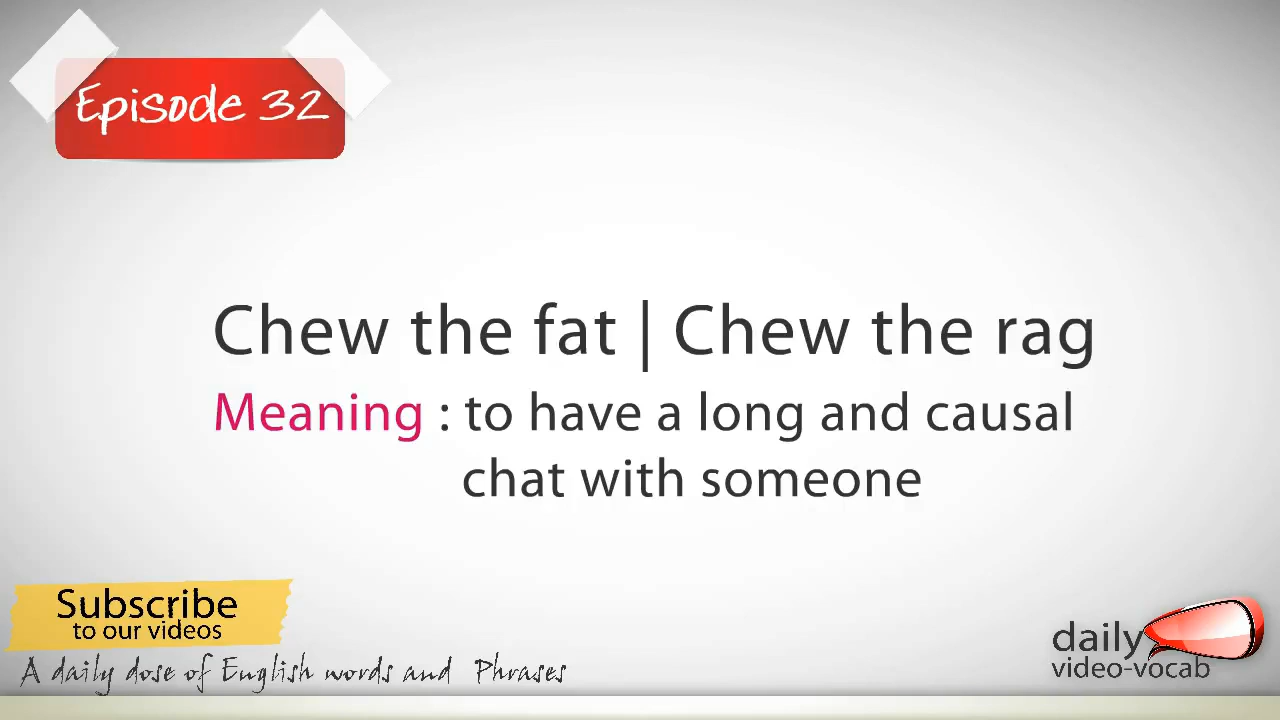 Episode 32
Chew the fat | Chew the rag
Meaning : to have a long and causal
chat with someone
Subscribe
to our videos
A daily dose of English words and Phrases
daily
video-vocab